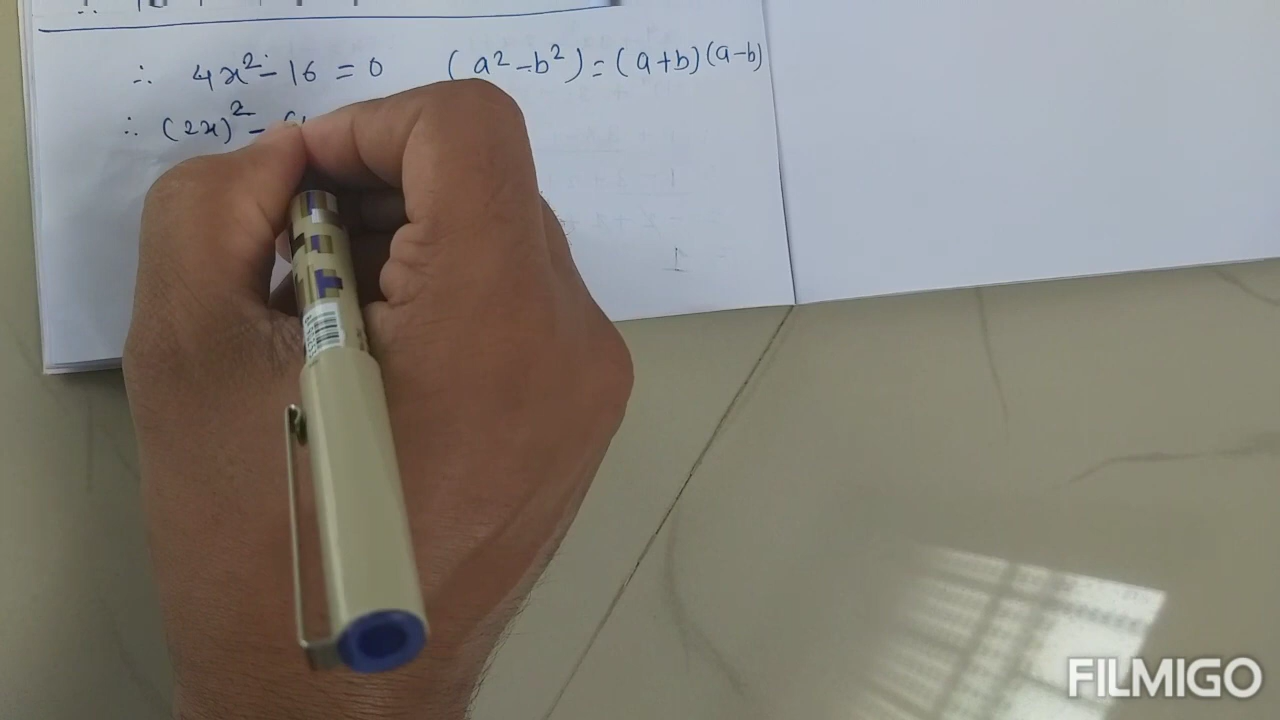 ∴ 4x² - 16 = 0 (a² - b²) = (a+b)(a-b)
∴ (2x)² - (
FILMIGO